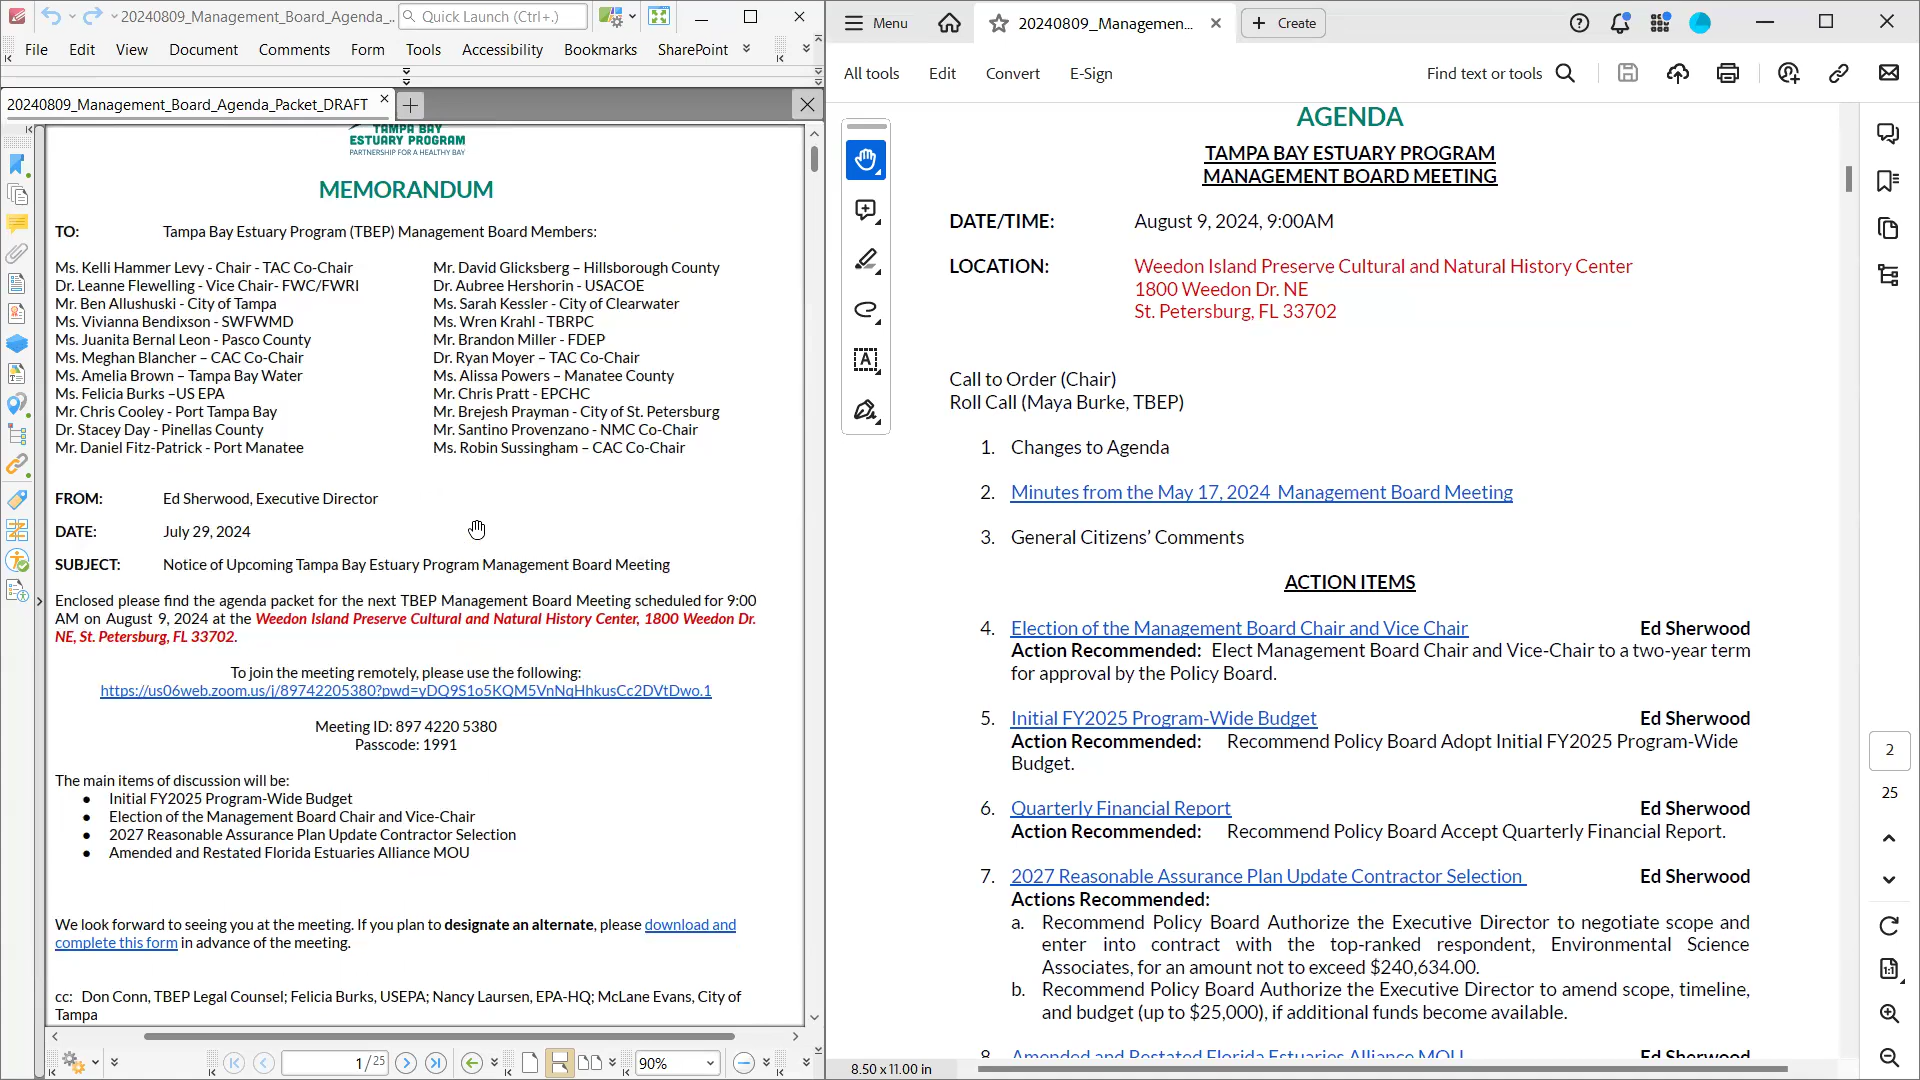 20240809_Management_Board_Agenda_...
Quick Launch (Ctrl+.)
File Edit View Document Comments Form Tools Accessibility Bookmarks SharePoint
20240809_Management_Board_Agenda_Packet_DRAFT
TAMPA BAY
ESTUARY PROGRAM
PARTNERSHIP FOR A HEALTHY BAY
MEMORANDUM
TO: Tampa Bay Estuary Program (TBEP) Management Board Members:
Ms. Kelli Hammer Levy - Chair - TAC Co-Chair
Dr. Leanne Flewelling - Vice Chair- FWC/FWRI
Mr. Ben Allushuski - City of Tampa
Ms. Vivianna Bendixson - SWFWMD
Ms. Juanita Bernal Leon - Pasco County
Ms. Meghan Blancher – CAC Co-Chair
Ms. Amelia Brown – Tampa Bay Water
Ms. Felicia Burks –US EPA
Mr. Chris Cooley - Port Tampa Bay
Dr. Stacey Day - Pinellas County
Mr. Daniel Fitz-Patrick - Port Manatee
Mr. David Glicksberg – Hillsborough County
Dr. Aubree Hershorin - USACOE
Ms. Sarah Kessler - City of Clearwater
Ms. Wren Krahl - TBRPC
Mr. Brandon Miller - FDEP
Dr. Ryan Moyer – TAC Co-Chair
Ms. Alissa Powers – Manatee County
Mr. Chris Pratt - EPCHC
Mr. Brejesh Prayman - City of St. Petersburg
Mr. Santino Provenzano - NMC Co-Chair
Ms. Robin Sussingham – CAC Co-Chair
FROM: Ed Sherwood, Executive Director
DATE: July 29, 2024
SUBJECT: Notice of Upcoming Tampa Bay Estuary Program Management Board Meeting
Enclosed please find the agenda packet for the next TBEP Management Board Meeting scheduled for 9:00
AM on August 9, 2024 at the Weedon Island Preserve Cultural and Natural History Center, 1800 Weedon Dr.
NE, St. Petersburg, FL 33702.
To join the meeting remotely, please use the following:
https://us06web.zoom.us/j/89742205380?pwd=yDQ9S1o5KQM5VnNqHhkusCc2DVtDwo.1
Meeting ID: 897 4220 5380
Passcode: 1991
The main items of discussion will be:
● Initial FY2025 Program-Wide Budget
● Election of the Management Board Chair and Vice-Chair
● 2027 Reasonable Assurance Plan Update Contractor Selection
● Amended and Restated Florida Estuaries Alliance MOU
We look forward to seeing you at the meeting. If you plan to designate an alternate, please download and
complete this form in advance of the meeting.
cc: Don Conn, TBEP Legal Counsel; Felicia Burks, USEPA; Nancy Laursen, EPA-HQ; McLane Evans, City of
Tampa
1 / 25
90%
Menu
20240809_Managemen...
Create
All tools Edit Convert E-Sign
Find text or tools
AGENDA
TAMPA BAY ESTUARY PROGRAM
MANAGEMENT BOARD MEETING
DATE/TIME: August 9, 2024, 9:00AM
LOCATION: Weedon Island Preserve Cultural and Natural History Center
1800 Weedon Dr. NE
St. Petersburg, FL 33702
Call to Order (Chair)
Roll Call (Maya Burke, TBEP)
1. Changes to Agenda
2. Minutes from the May 17, 2024 Management Board Meeting
3. General Citizens’ Comments
ACTION ITEMS
4. Election of the Management Board Chair and Vice Chair Ed Sherwood
Action Recommended: Elect Management Board Chair and Vice-Chair to a two-year term
for approval by the Policy Board.
5. Initial FY2025 Program-Wide Budget Ed Sherwood
Action Recommended: Recommend Policy Board Adopt Initial FY2025 Program-Wide
Budget.
6. Quarterly Financial Report Ed Sherwood
Action Recommended: Recommend Policy Board Accept Quarterly Financial Report.
7. 2027 Reasonable Assurance Plan Update Contractor Selection Ed Sherwood
Actions Recommended:
a. Recommend Policy Board Authorize the Executive Director to negotiate scope and
enter into contract with the top-ranked respondent, Environmental Science
Associates, for an amount not to exceed $240,634.00.
b. Recommend Policy Board Authorize the Executive Director to amend scope, timeline,
and budget (up to $25,000), if additional funds become available.
8. Amended and Restated Florida Estuaries Alliance MOU Ed Sherwood
2
25
8.50 x 11.00 in